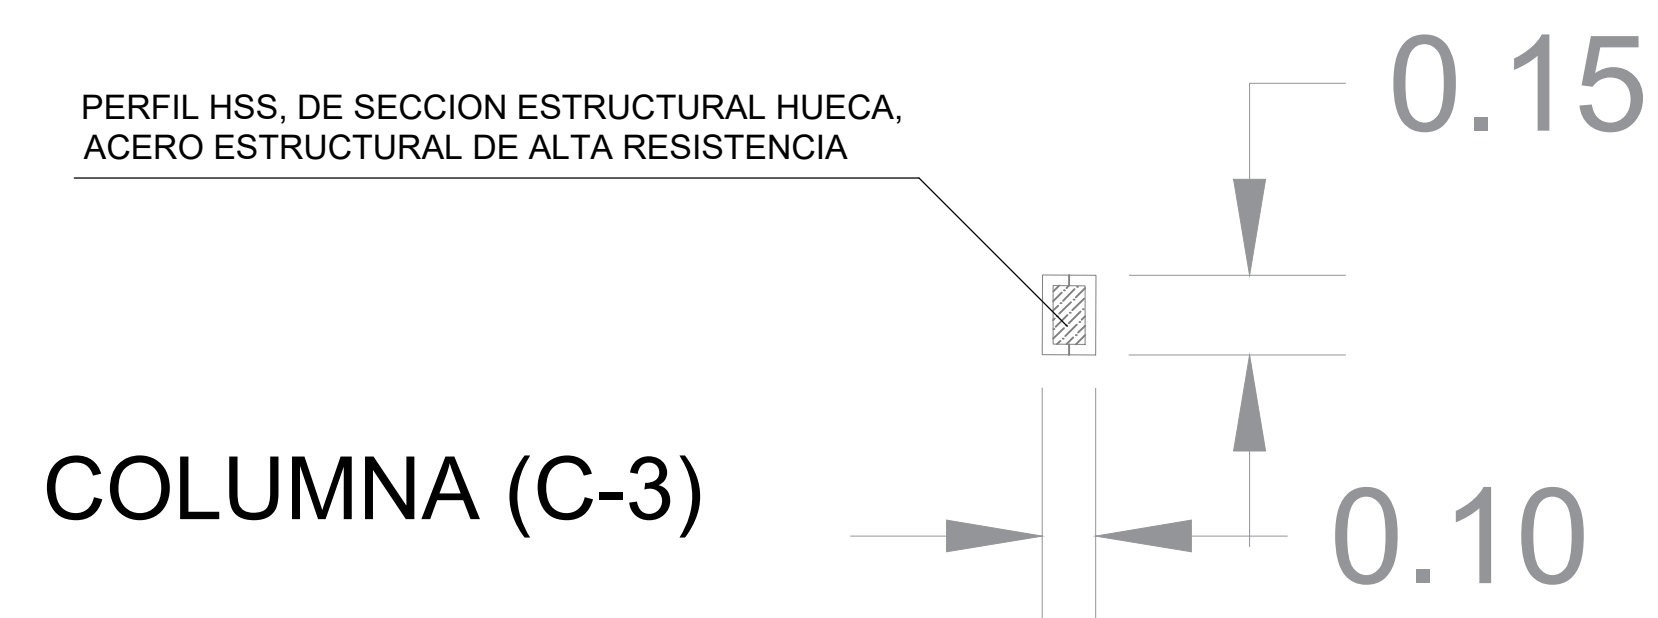 0.15
PERFIL HSS, DE SECCION ESTRUCTURAL HUECA,
ACERO ESTRUCTURAL DE ALTA RESISTENCIA
COLUMNA (C-3)
0.10